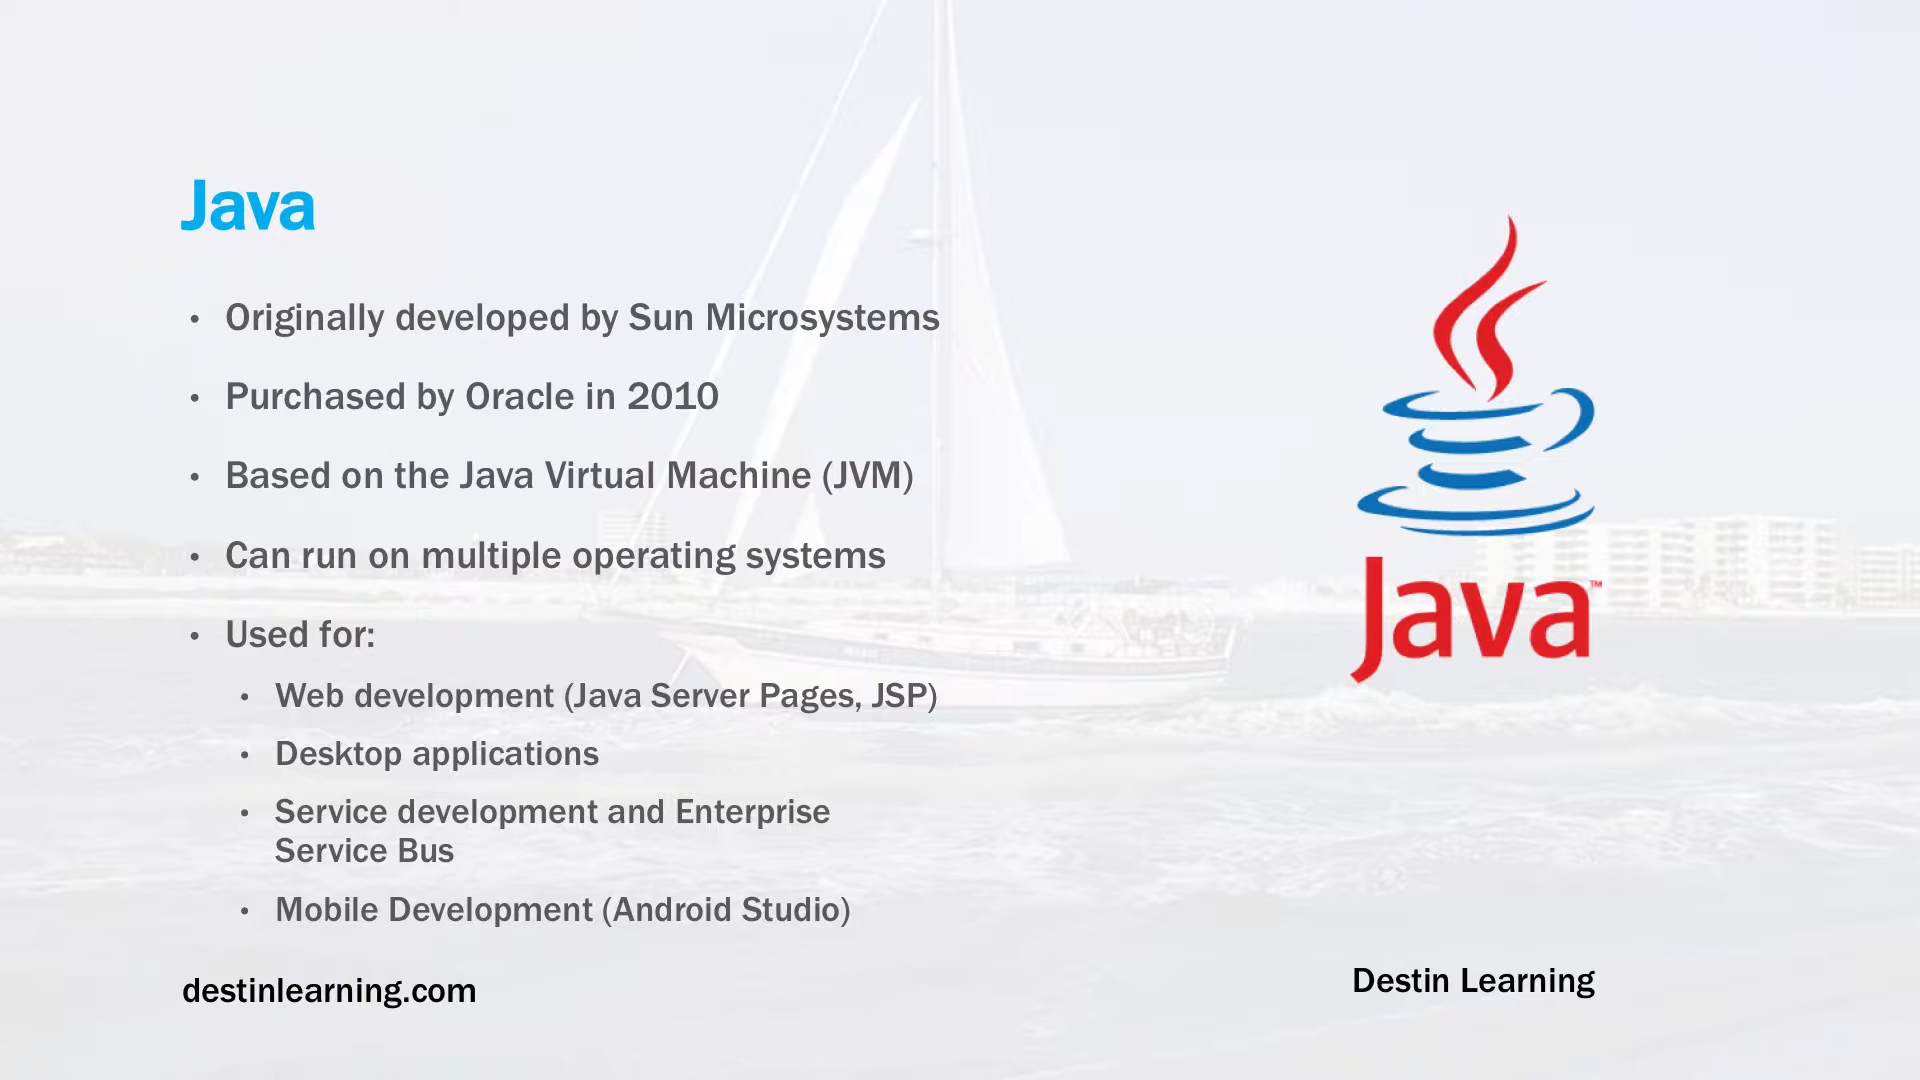 Java
• Originally developed by Sun Microsystems
• Purchased by Oracle in 2010
• Based on the Java Virtual Machine (JVM)
• Can run on multiple operating systems
• Used for:
• Web development (Java Server Pages, JSP)
• Desktop applications
• Service development and Enterprise
Service Bus
• Mobile Development (Android Studio)
Java™
destinlearning.com
Destin Learning